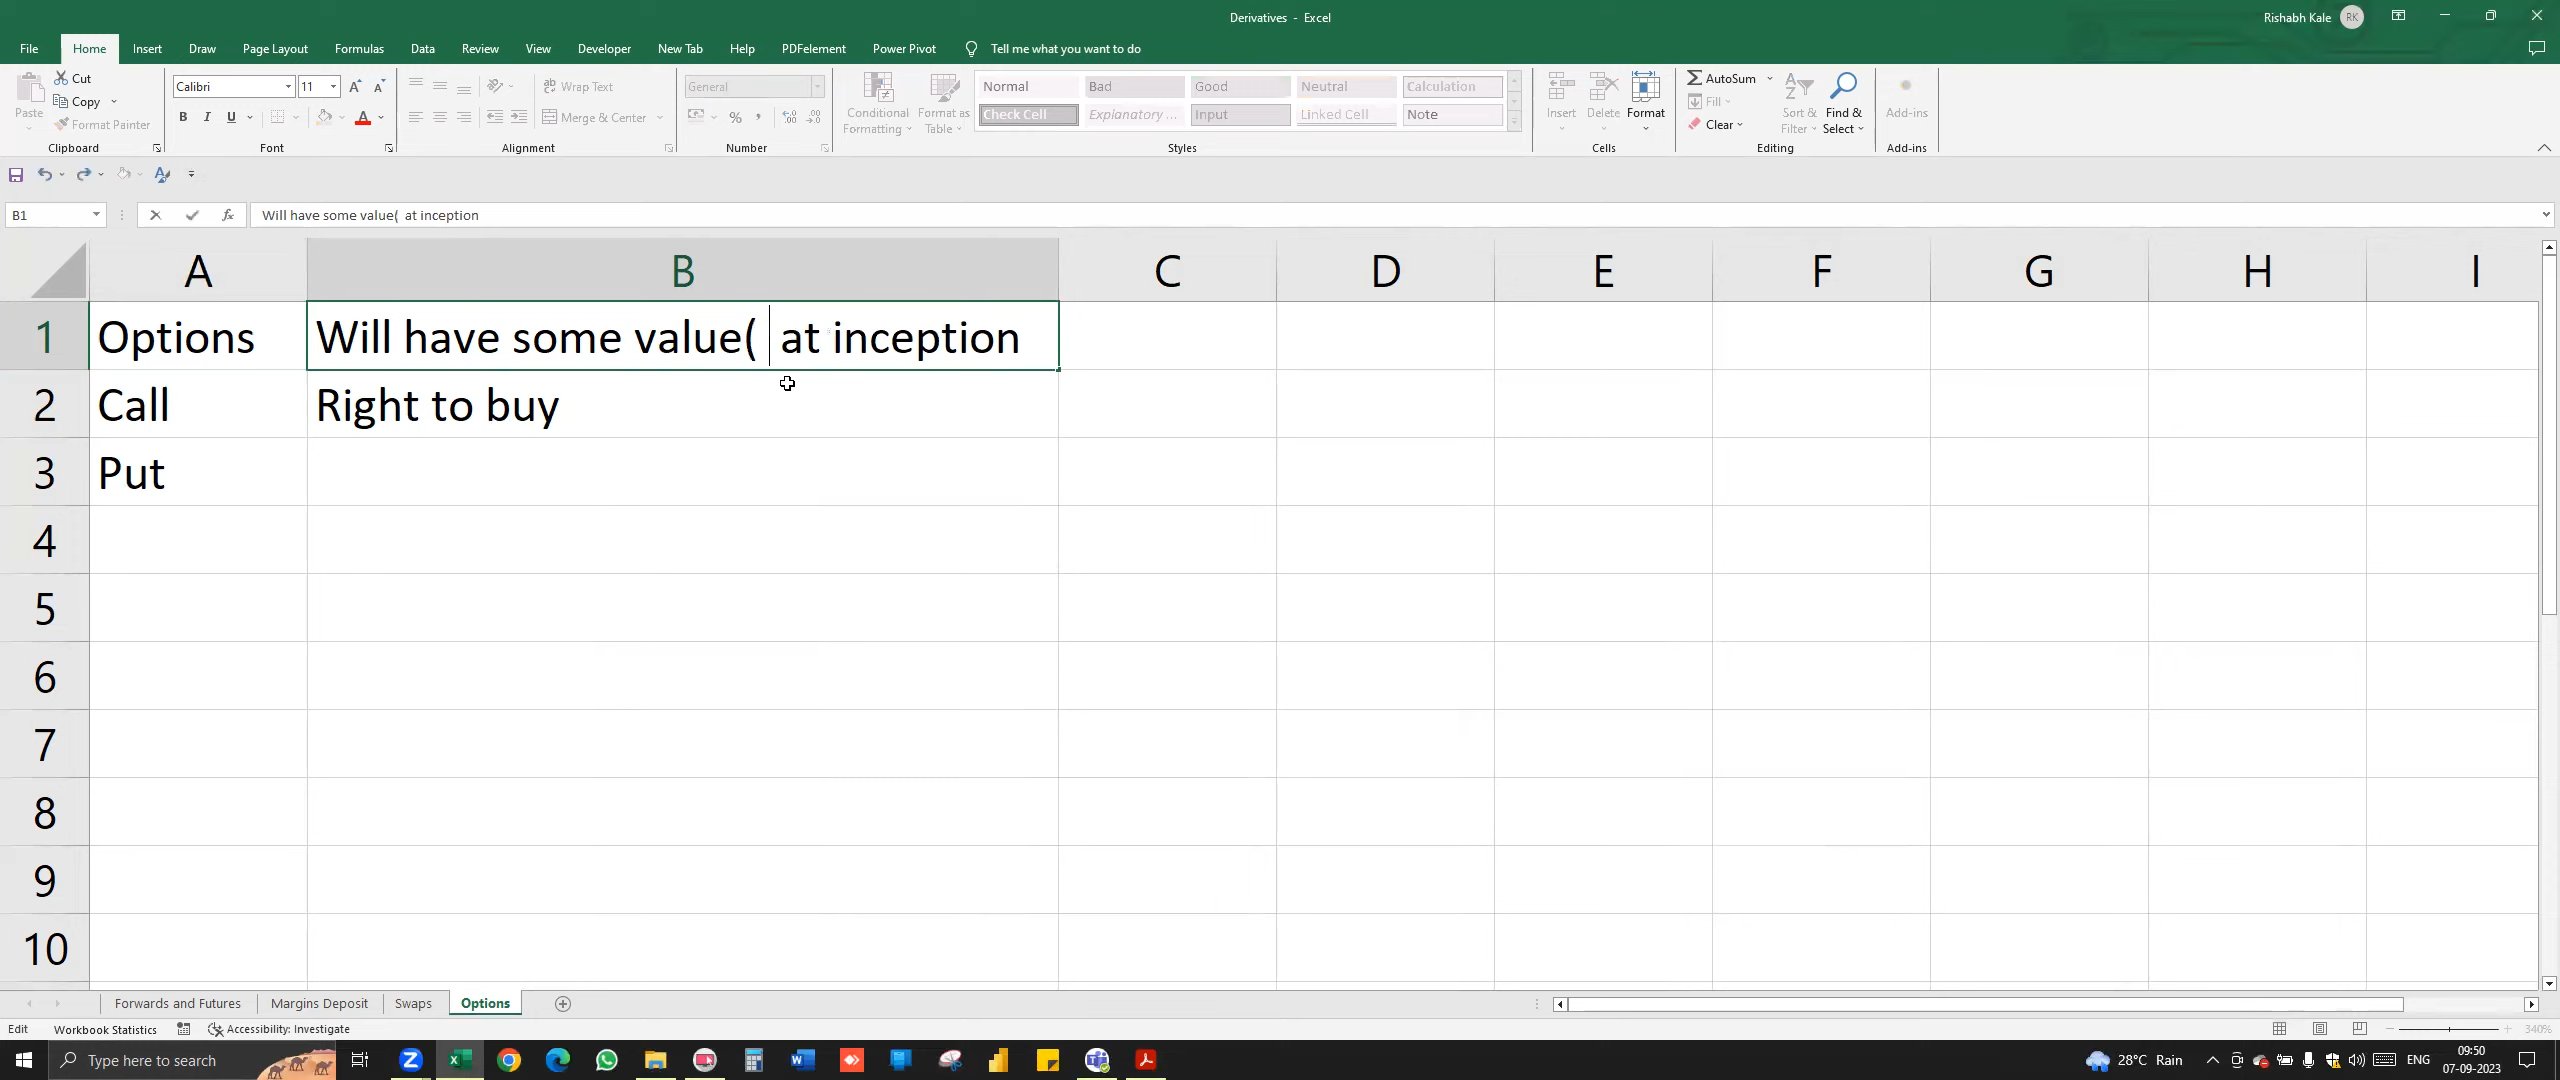 Derivatives - Excel
Rishabh Kale RK
File Home Insert Draw Page Layout Formulas Data Review View Developer New Tab Help PDFelement Power Pivot Tell me what you want to do
Paste
Cut
Copy
Format Painter
Clipboard
Calibri 11 A A
B I U A
Font
ab Wrap Text
Merge & Center
Alignment
General
% ,
Number
Conditional Formatting
Format as Table
Normal Bad Good Neutral Calculation
Check Cell Explanatory ... Input Linked Cell Note
Styles
Insert Delete Format
Cells
AutoSum
Fill
Clear
Sort & Filter
Find & Select
Editing
Add-ins
Add-ins
B1 fx Will have some value(  at inception
A B C D E F G H I
1 Options Will have some value(  at inception
2 Call Right to buy
3 Put
4
5
6
7
8
9
10
Forwards and Futures Margins Deposit Swaps Options
Edit Workbook Statistics Accessibility: Investigate 340%
Type here to search
28°C Rain
ENG
09:50
07-09-2023